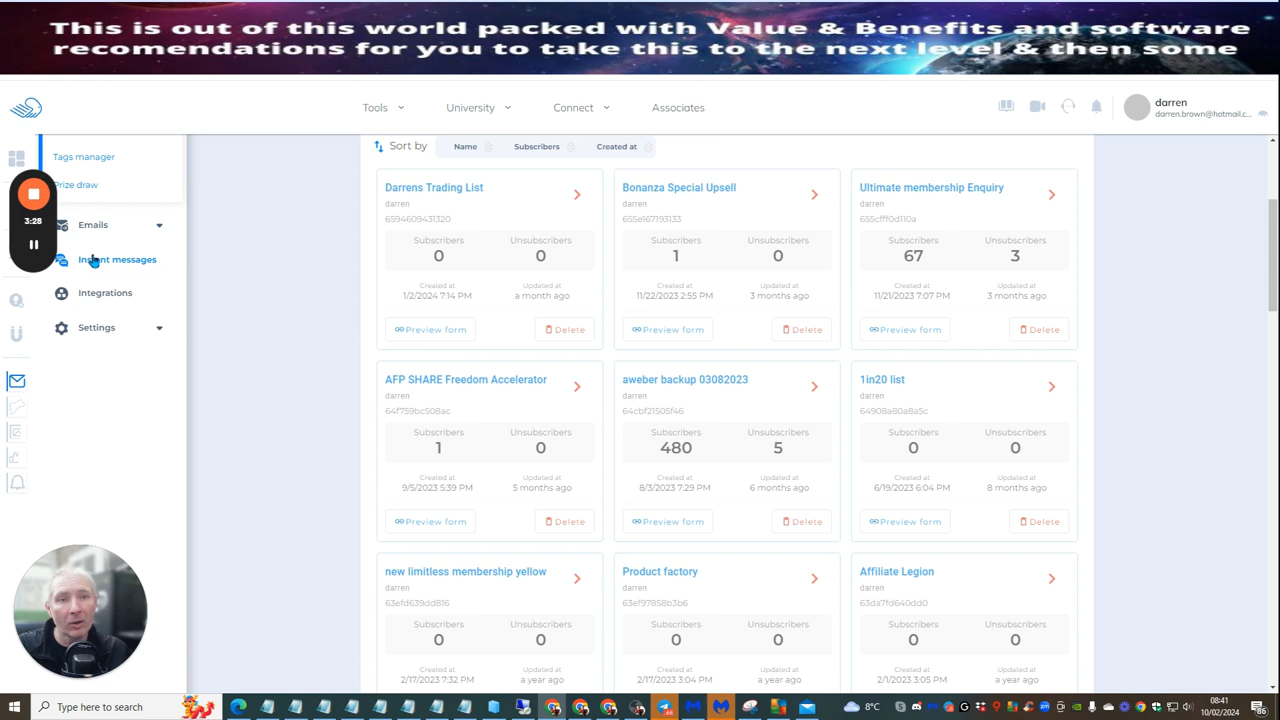 This is out of this world packed with Value & Benefits and software
recomendations for you to take this to the next level & then some
Tools
University
Connect
Associates
darren
darren.brown@hotmail.c...
Tags manager
Prize draw
3:28
Emails
Instant messages
Integrations
Settings
Sort by
Name
Subscribers
Created at
Darrens Trading List
darren
6594609431320
Subscribers
Unsubscribers
0
0
Created at
Updated at
1/2/2024 7:14 PM
a month ago
Preview form
Delete
Bonanza Special Upsell
darren
655e167193133
Subscribers
Unsubscribers
1
0
Created at
Updated at
11/22/2023 2:55 PM
3 months ago
Preview form
Delete
Ultimate membership Enquiry
darren
655cfff0d110a
Subscribers
Unsubscribers
67
3
Created at
Updated at
11/21/2023 7:07 PM
3 months ago
Preview form
Delete
AFP SHARE Freedom Accelerator
darren
64f759bc508ac
Subscribers
Unsubscribers
1
0
Created at
Updated at
9/5/2023 5:39 PM
5 months ago
Preview form
Delete
aweber backup 03082023
darren
64cbf21505f46
Subscribers
Unsubscribers
480
5
Created at
Updated at
8/3/2023 7:29 PM
6 months ago
Preview form
Delete
1in20 list
darren
64908a80a8a5c
Subscribers
Unsubscribers
0
0
Created at
Updated at
6/19/2023 6:04 PM
8 months ago
Preview form
Delete
new limitless membership yellow
darren
63efd639dd816
Subscribers
Unsubscribers
0
0
Created at
Updated at
2/17/2023 7:32 PM
a year ago
Product factory
darren
63ef97858b3b6
Subscribers
Unsubscribers
0
0
Created at
Updated at
2/17/2023 3:04 PM
a year ago
Affiliate Legion
darren
63da7fd640dd0
Subscribers
Unsubscribers
0
0
Created at
Updated at
2/1/2023 3:05 PM
a year ago
Type here to search
8°C
08:41
10/02/2024
86